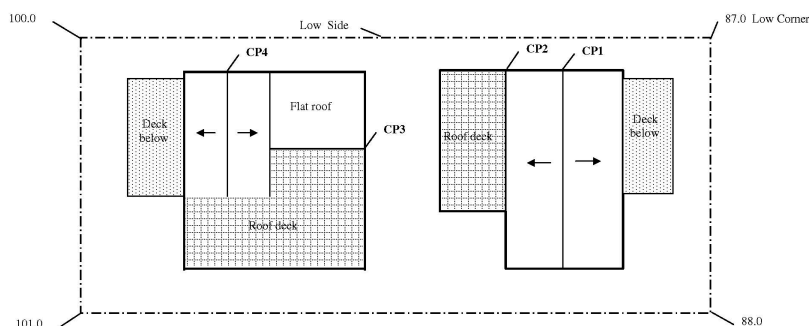 100.0
Low Side
87.0 Low Corner
CP4
CP2
CP1
Flat roof
Deck
below
CP3
Roof deck
Deck
below
Roof deck
101.0
88.0